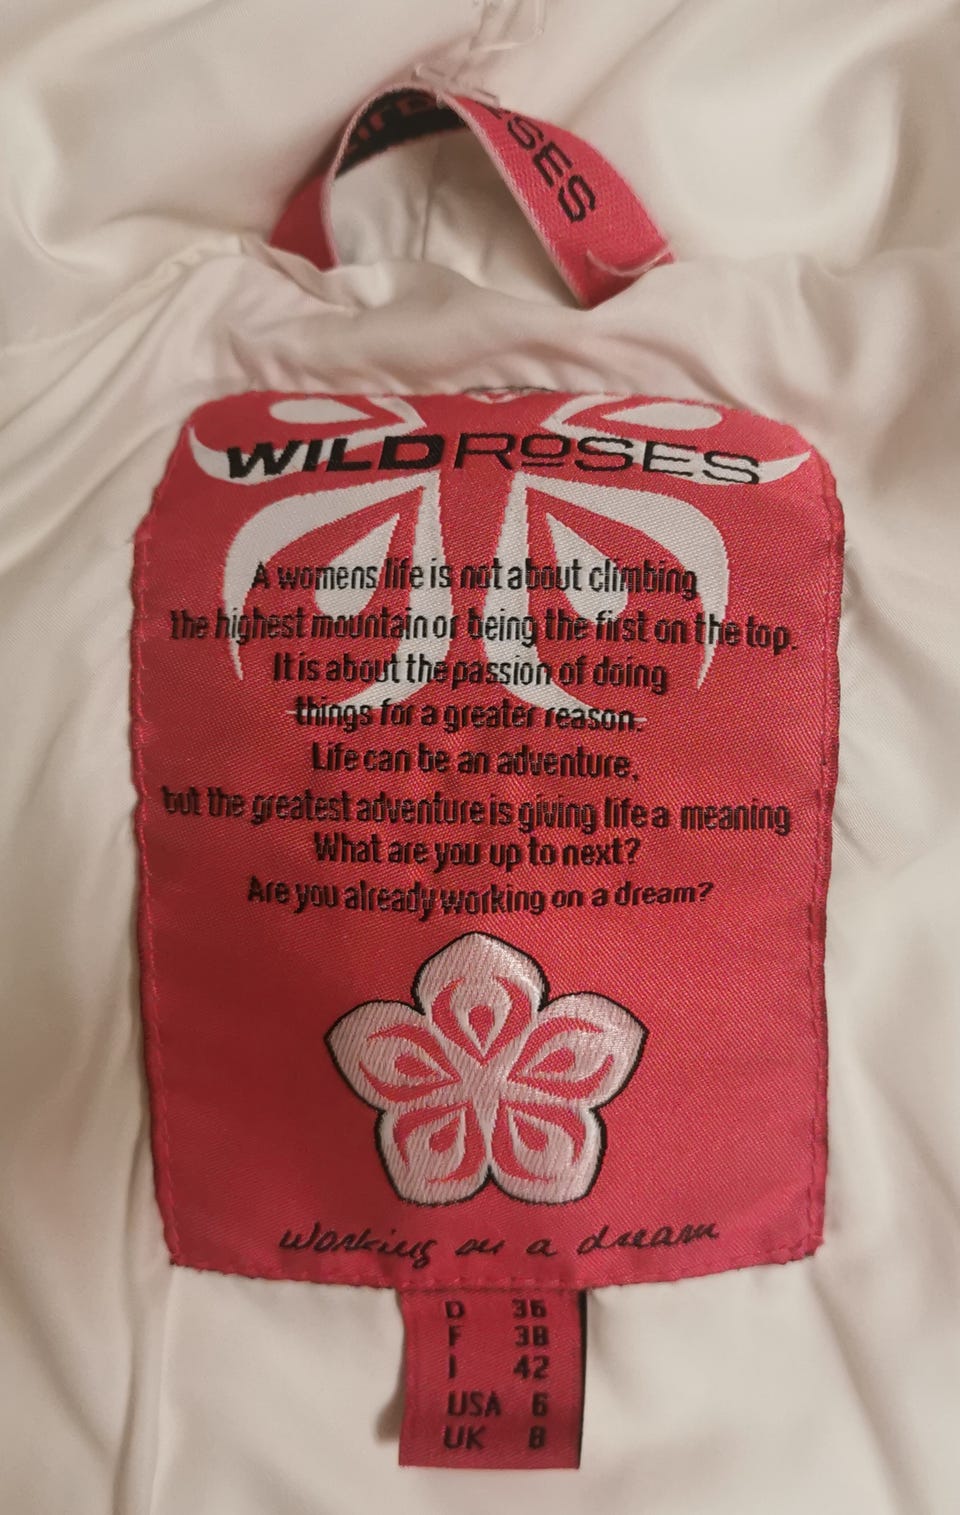 ROSES
WILDROSES
A womens life is not about climbing
the highest mountain or being the first on the top.
It is about the passion of doing
things for a greater reason.
Life can be an adventure,
but the greatest adventure is giving life a meaning
What are you up to next?
Are you already working on a dream?
working on a dream
D 36
F 38
I 42
USA 6
UK 8